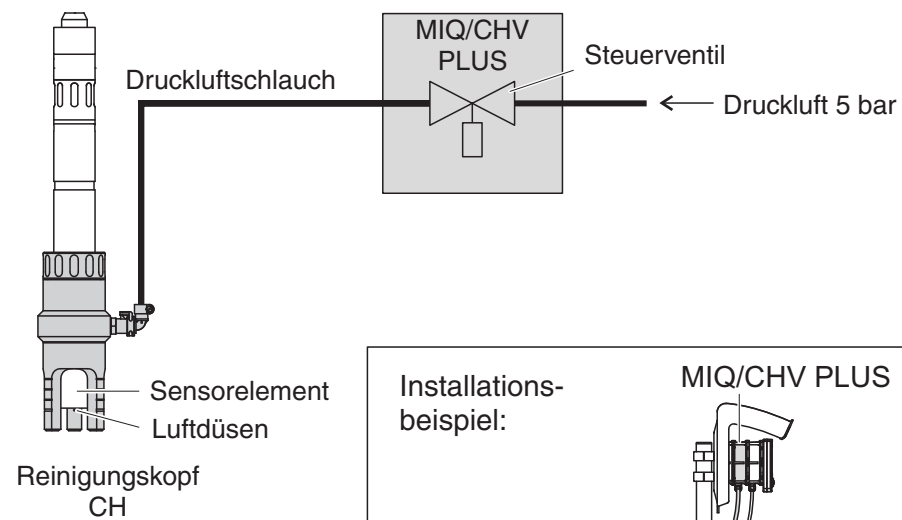 MIQ/CHV
PLUS
Steuerventil
Druckluftschlauch
Druckluft 5 bar
Sensorelement
Luftdüsen
Reinigungskopf
CH
Installations-
beispiel:
MIQ/CHV PLUS